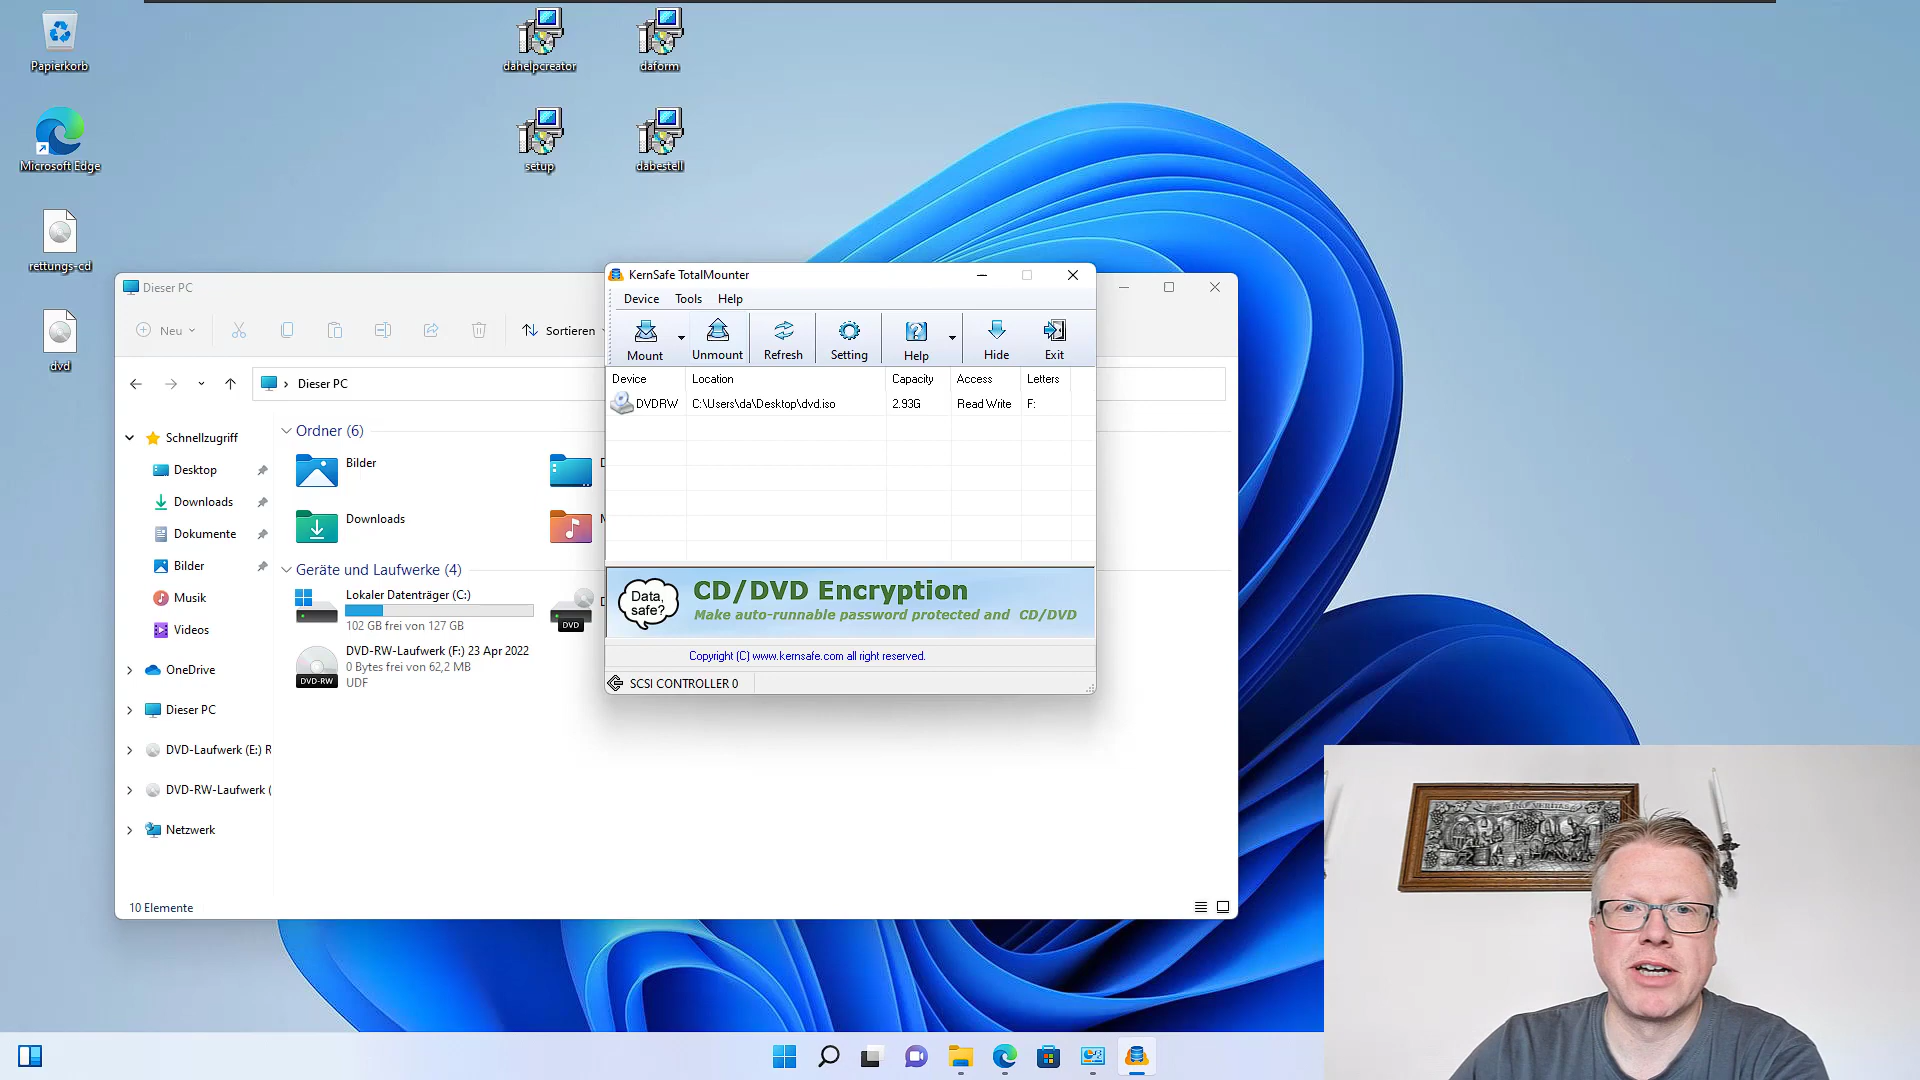 Papierkorb
Microsoft Edge
rettungs-cd
dvd
dahelpcreator
daform
setup
dabestell
Dieser PC
Neu
Sortieren
Dieser PC
Schnellzugriff
Desktop
Downloads
Dokumente
Bilder
Musik
Videos
OneDrive
Dieser PC
DVD-Laufwerk (E:) R
DVD-RW-Laufwerk (
Netzwerk
Ordner (6)
Bilder
Downloads
Geräte und Laufwerke (4)
Lokaler Datenträger (C:)
102 GB frei von 127 GB
DVD
DVD-RW-Laufwerk (F:) 23 Apr 2022
0 Bytes frei von 62,2 MB
UDF
DVD-RW
10 Elemente
KernSafe TotalMounter
Device Tools Help
Mount Unmount Refresh Setting Help Hide Exit
Device Location Capacity Access Letters
DVDRW C:\Users\da\Desktop\dvd.iso 2.93G Read Write F:
Data, safe?
CD/DVD Encryption
Make auto-runnable password protected and CD/DVD
Copyright (C) www.kernsafe.com all right reserved.
SCSI CONTROLLER 0
IN VINO VERITAS